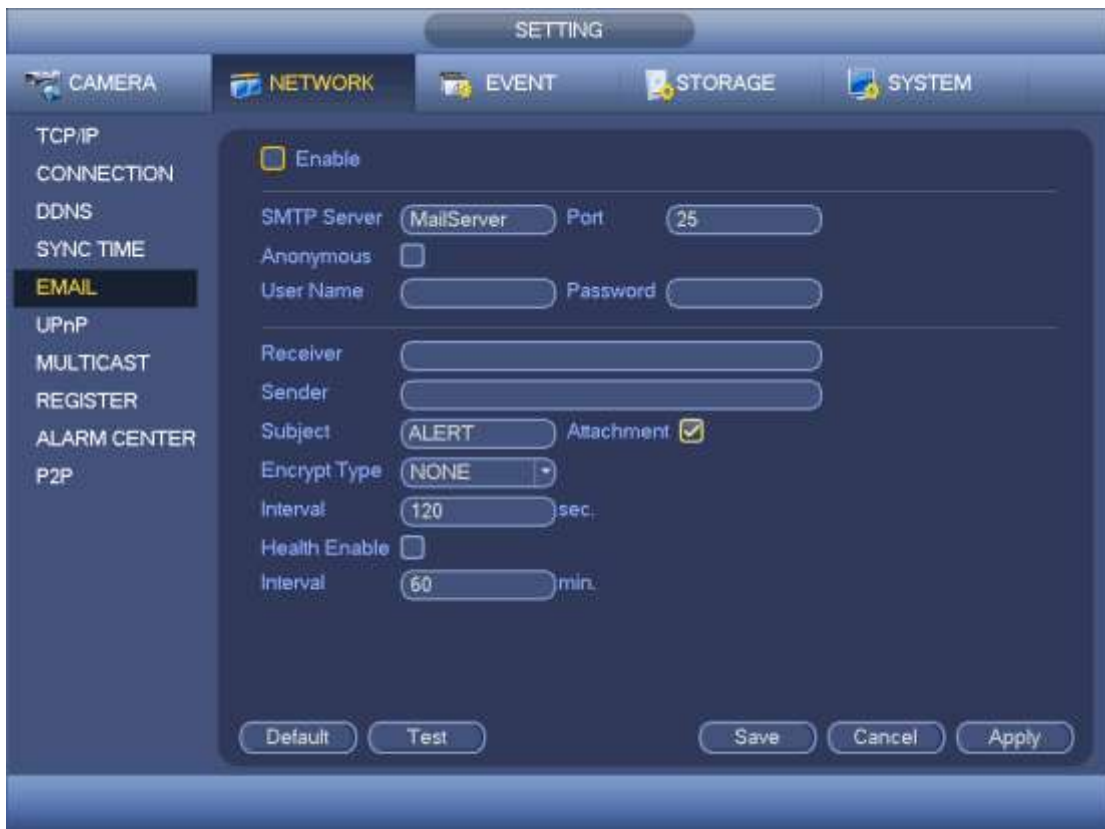 SETTING
CAMERA NETWORK EVENT STORAGE SYSTEM
TCP/IP
CONNECTION
DDNS
SYNC TIME
EMAIL
UPnP
MULTICAST
REGISTER
ALARM CENTER
P2P
Enable
SMTP Server MailServer Port 25
Anonymous
User Name Password
Receiver
Sender
Subject ALERT Attachment
Encrypt Type NONE
Interval 120 sec.
Health Enable
Interval 60 min.
Default Test Save Cancel Apply